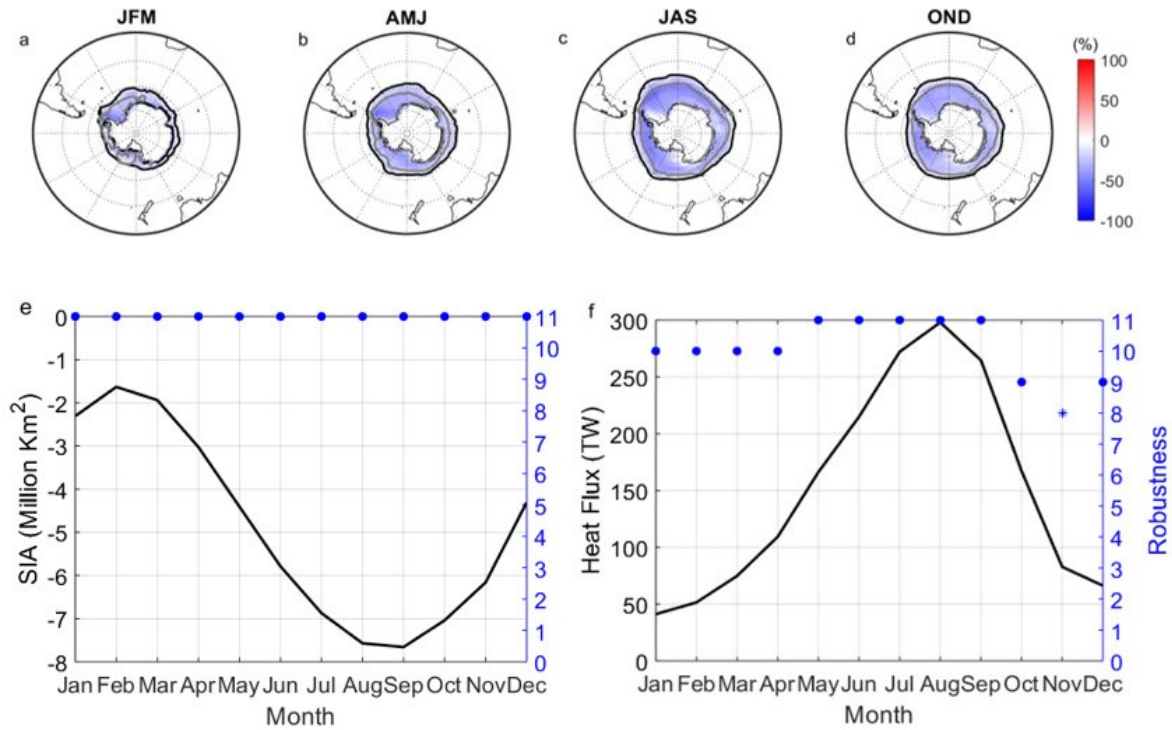 JFM
AMJ
JAS
OND
a
b
c
d
(%)
100
50
0
-50
-100
e
0
-1
-2
-3
-4
-5
-6
-7
-8
SIA (Million Km²)
11
10
9
8
7
6
5
4
3
2
1
0
Jan Feb Mar Apr May Jun Jul Aug Sep Oct Nov Dec
Month
f
300
250
200
150
100
50
0
Heat Flux (TW)
11
10
9
8
7
6
5
4
3
2
1
0
Robustness
Jan Feb Mar Apr May Jun Jul Aug Sep Oct Nov Dec
Month